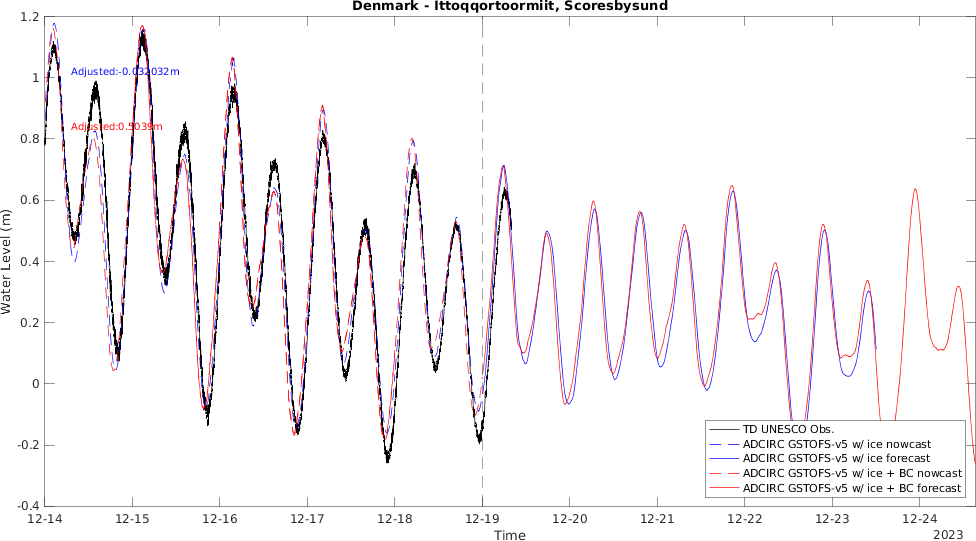 Denmark - Ittoqqortoormiit, Scoresbysund
1.2
1
0.8
0.6
0.4
0.2
0
-0.2
-0.4
Water Level (m)
Adjusted:-0.032032m
Adjusted:0.5039m
TD UNESCO Obs.
ADCIRC GSTOFS-v5 w/ ice nowcast
ADCIRC GSTOFS-v5 w/ ice forecast
ADCIRC GSTOFS-v5 w/ ice + BC nowcast
ADCIRC GSTOFS-v5 w/ ice + BC forecast
12-14 12-15 12-16 12-17 12-18 12-19 12-20 12-21 12-22 12-23 12-24
Time
2023